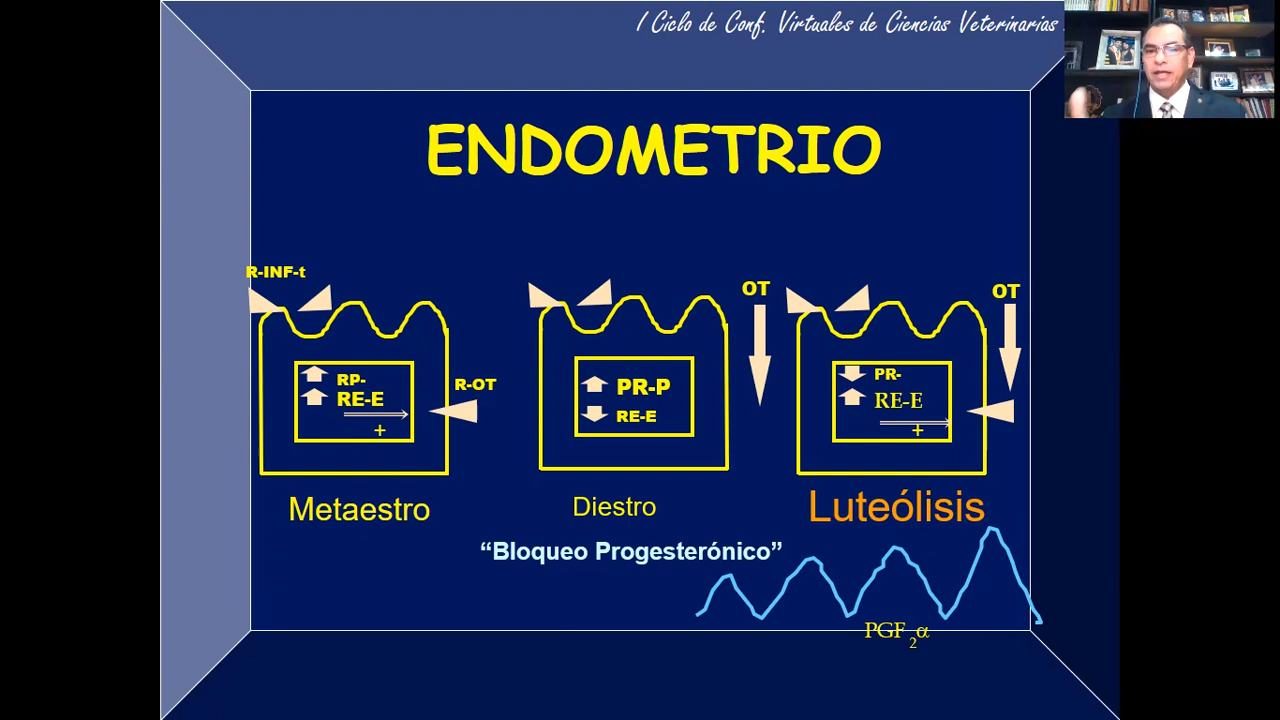 I Ciclo de Conf. Virtuales de Ciencias Veterinarias
ENDOMETRIO
R-INF-t
RP-
RE-E
+
R-OT
Metaestro
PR-P
RE-E
OT
Diestro
"Bloqueo Progesterónico"
PR-
RE-E
+
OT
Luteólisis
PGF2α